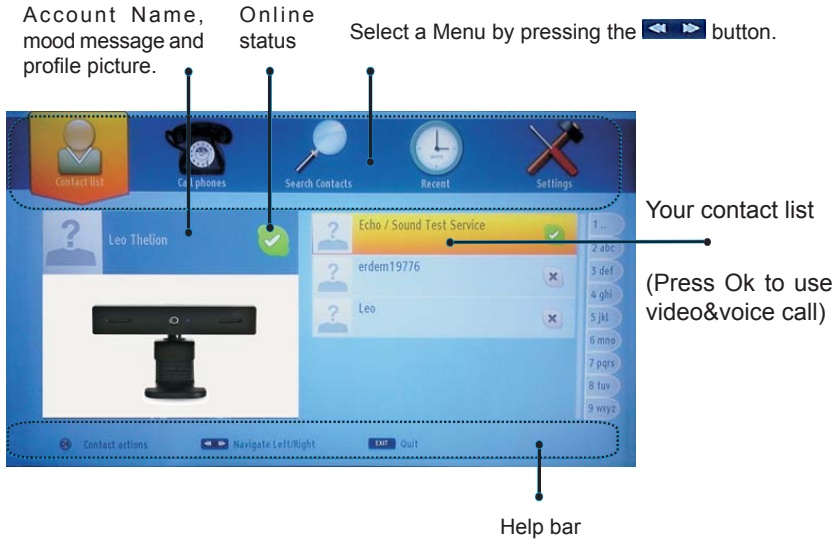 Account Name,
mood message and
profile picture.
Online
status
Select a Menu by pressing the button.
Contact list
Call phones
Search Contacts
Recent
Settings
Leo Thelion
Echo / Sound Test Service
erdem19776
Leo
1 ..
2 abc
3 def
4 ghi
5 jkl
6 mno
7 pqrs
8 tuv
9 wxyz
Your contact list
(Press Ok to use
video&voice call)
OK Contact actions
Navigate Left/Right
EXIT Quit
Help bar